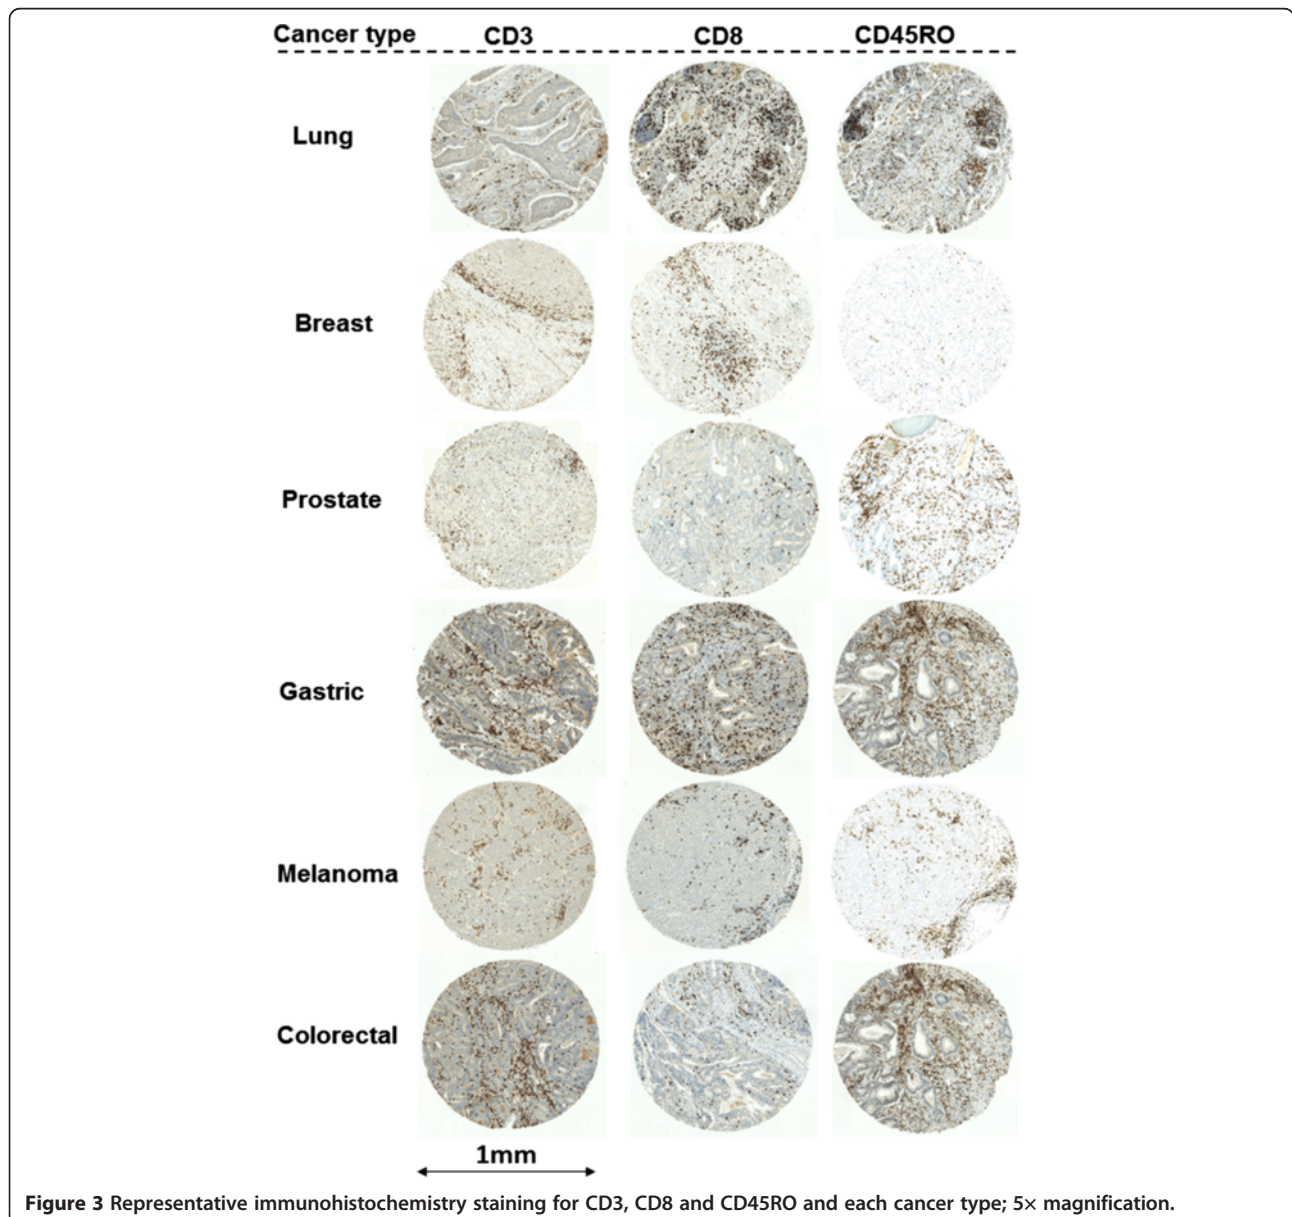 Cancer type CD3 CD8 CD45RO
Lung
Breast
Prostate
Gastric
Melanoma
Colorectal
1mm
Figure 3 Representative immunohistochemistry staining for CD3, CD8 and CD45RO and each cancer type; 5× magnification.